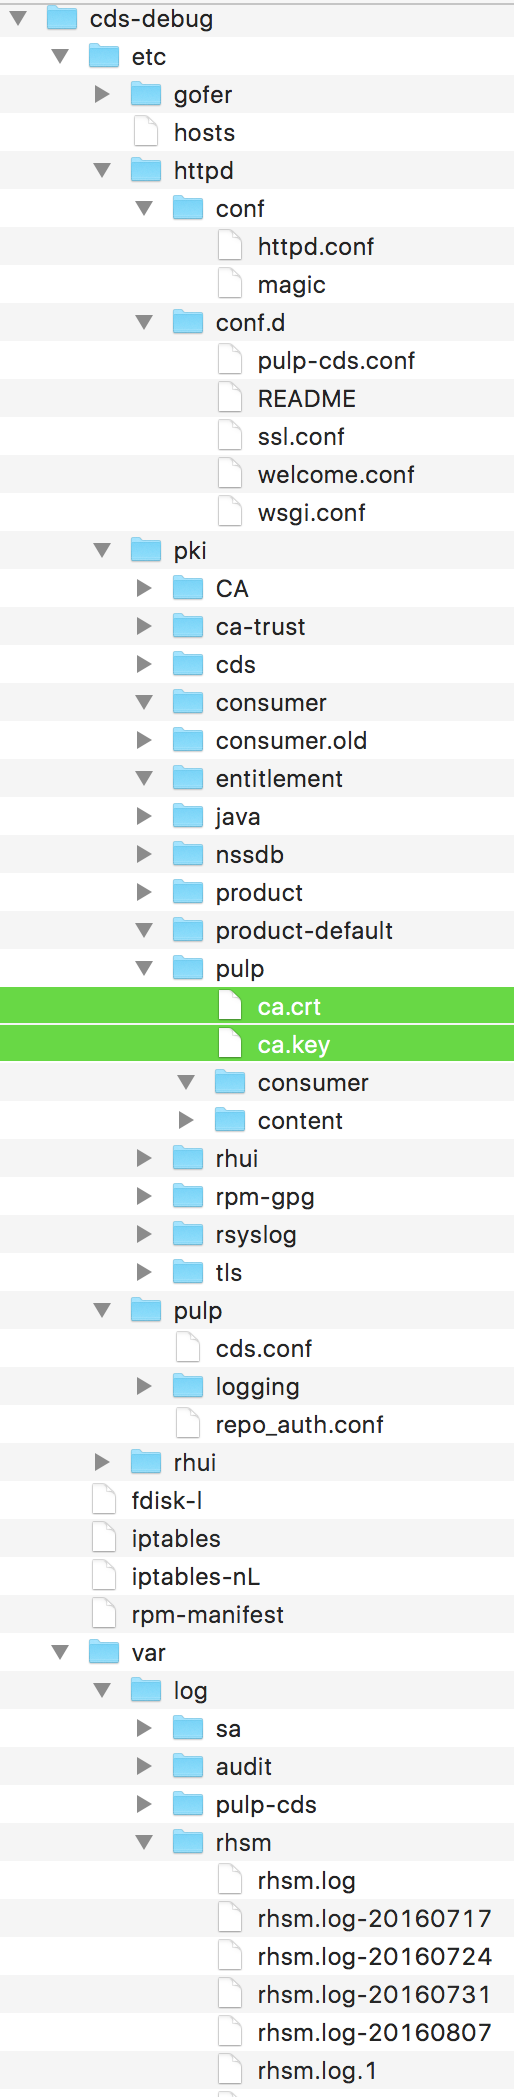 cds-debug
etc
gofer
hosts
httpd
conf
httpd.conf
magic
conf.d
pulp-cds.conf
README
ssl.conf
welcome.conf
wsgi.conf
pki
CA
ca-trust
cds
consumer
consumer.old
entitlement
java
nssdb
product
product-default
pulp
ca.crt
ca.key
consumer
content
rhui
rpm-gpg
rsyslog
tls
pulp
cds.conf
logging
repo_auth.conf
rhui
fdisk-l
iptables
iptables-nL
rpm-manifest
var
log
sa
audit
pulp-cds
rhsm
rhsm.log
rhsm.log-20160717
rhsm.log-20160724
rhsm.log-20160731
rhsm.log-20160807
rhsm.log.1